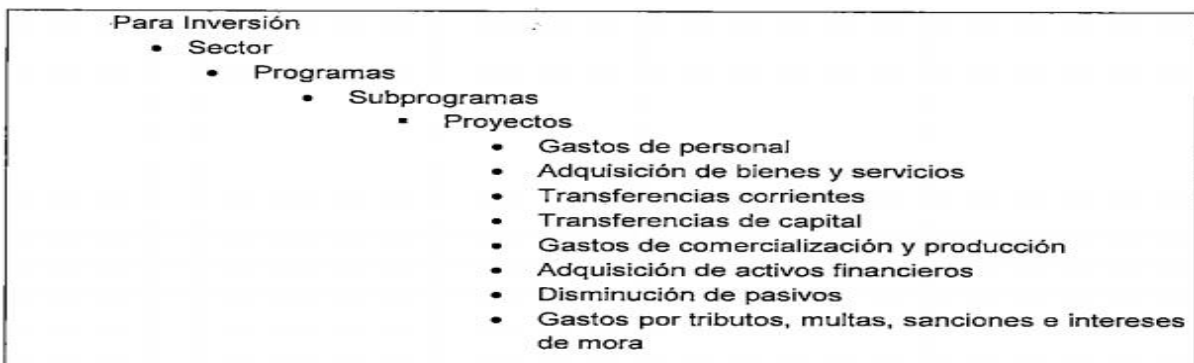 Para Inversión
• Sector
• Programas
• Subprogramas
▪ Proyectos
• Gastos de personal
• Adquisición de bienes y servicios
• Transferencias corrientes
• Transferencias de capital
• Gastos de comercialización y producción
• Adquisición de activos financieros
• Disminución de pasivos
• Gastos por tributos, multas, sanciones e intereses
de mora